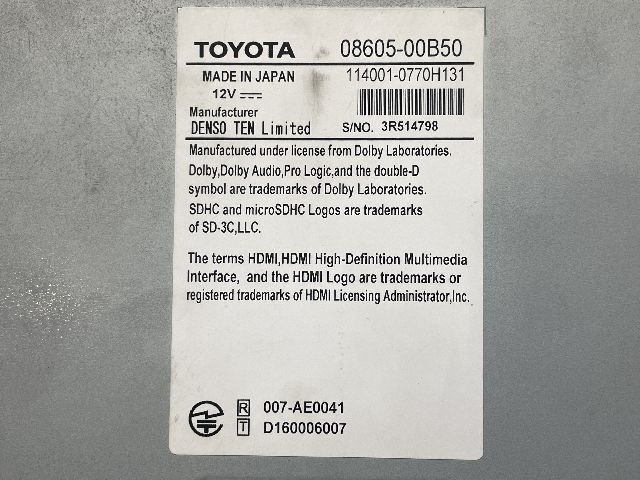 TOYOTA 08605-00B50
MADE IN JAPAN 114001-0770H131
12V
Manufacturer
DENSO TEN Limited S/NO. 3R514798
Manufactured under license from Dolby Laboratories.
Dolby,Dolby Audio,Pro Logic,and the double-D
symbol are trademarks of Dolby Laboratories.
SDHC and microSDHC Logos are trademarks
of SD-3C,LLC.
The terms HDMI,HDMI High-Definition Multimedia
Interface, and the HDMI Logo are trademarks or
registered trademarks of HDMI Licensing Administrator,Inc.
R 007-AE0041
T D160006007